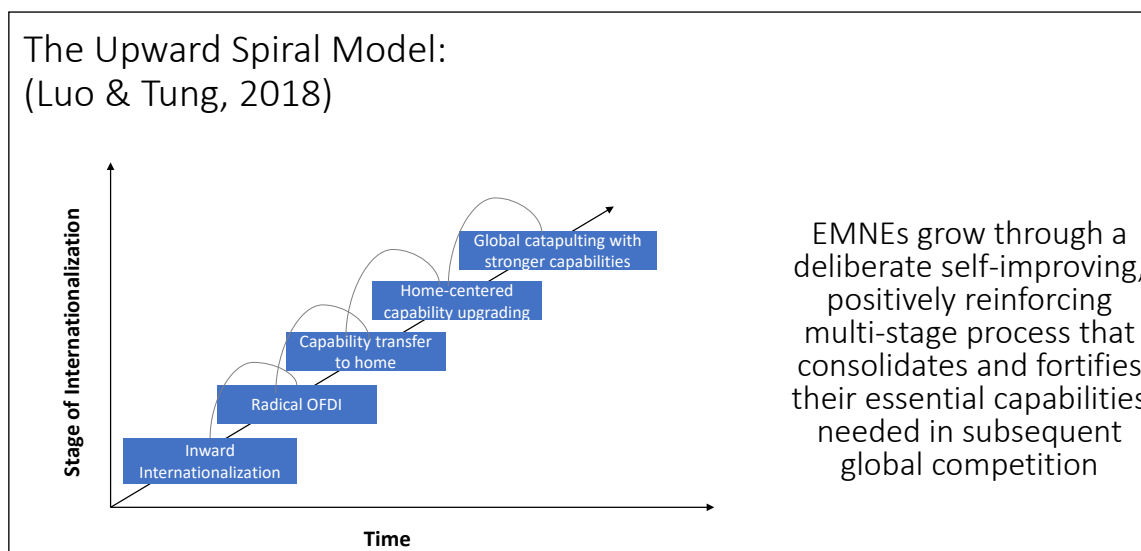 The Upward Spiral Model:
(Luo & Tung, 2018)
Stage of Internationalization
Global catapulting with
stronger capabilities
Home-centered
capability upgrading
Capability transfer
to home
Radical OFDI
Inward
Internationalization
Time
EMNEs grow through a
deliberate self-improving,
positively reinforcing
multi-stage process that
consolidates and fortifies
their essential capabilities
needed in subsequent
global competition